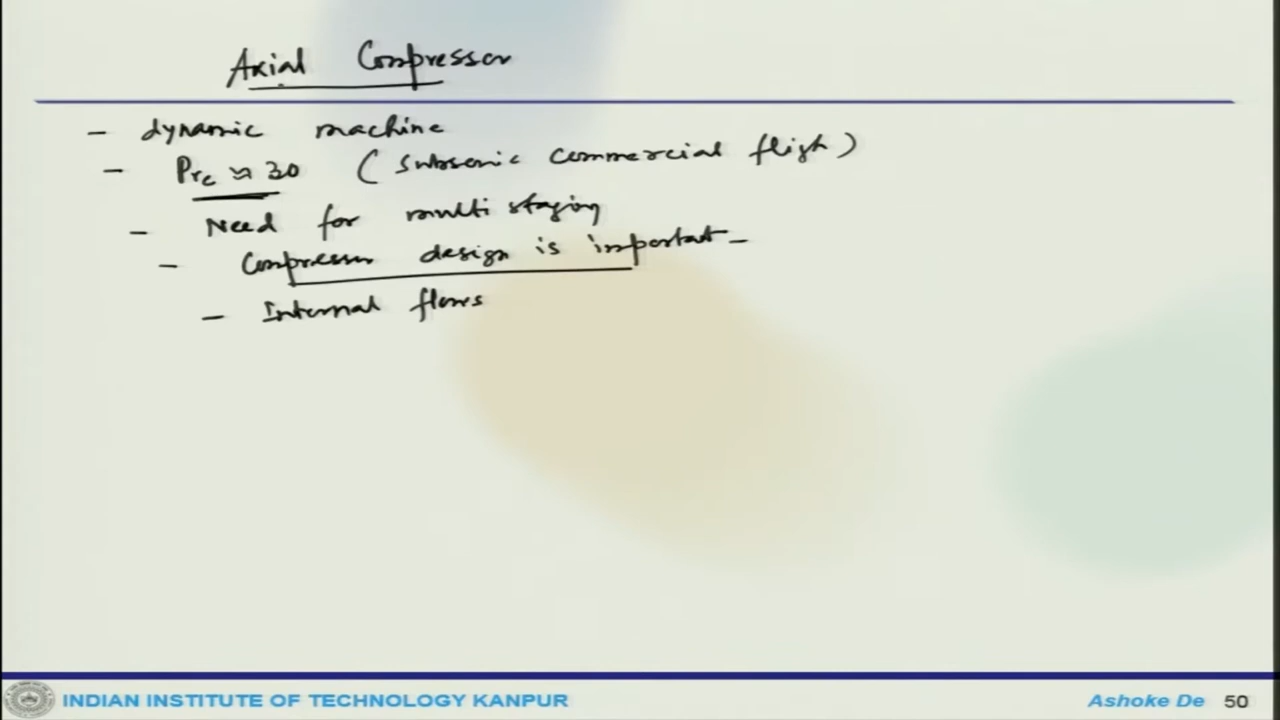 Axial Compressor
- dynamic machine
- Prc ≈ 30 (Subsonic commercial fligh)
- Need for multi staging
- Compressor design is important -
- Internal flows
INDIAN INSTITUTE OF TECHNOLOGY KANPUR
Ashoke De 50